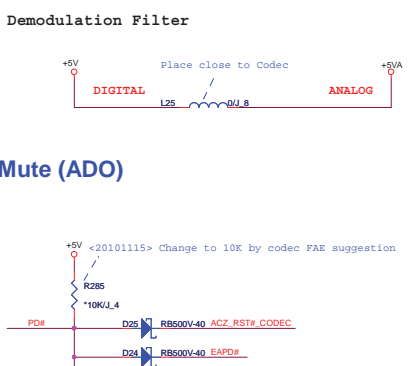 Demodulation Filter
+5V
Place close to Codec
+5VA
DIGITAL
ANALOG
L25
0/J_8
Mute (ADO)
+5V
<20101115> Change to 10K by codec FAE suggestion
R285
*10K/J_4
PD#
D25
RB500V-40
ACZ_RST#_CODEC
D24
RB500V-40
EAPD#